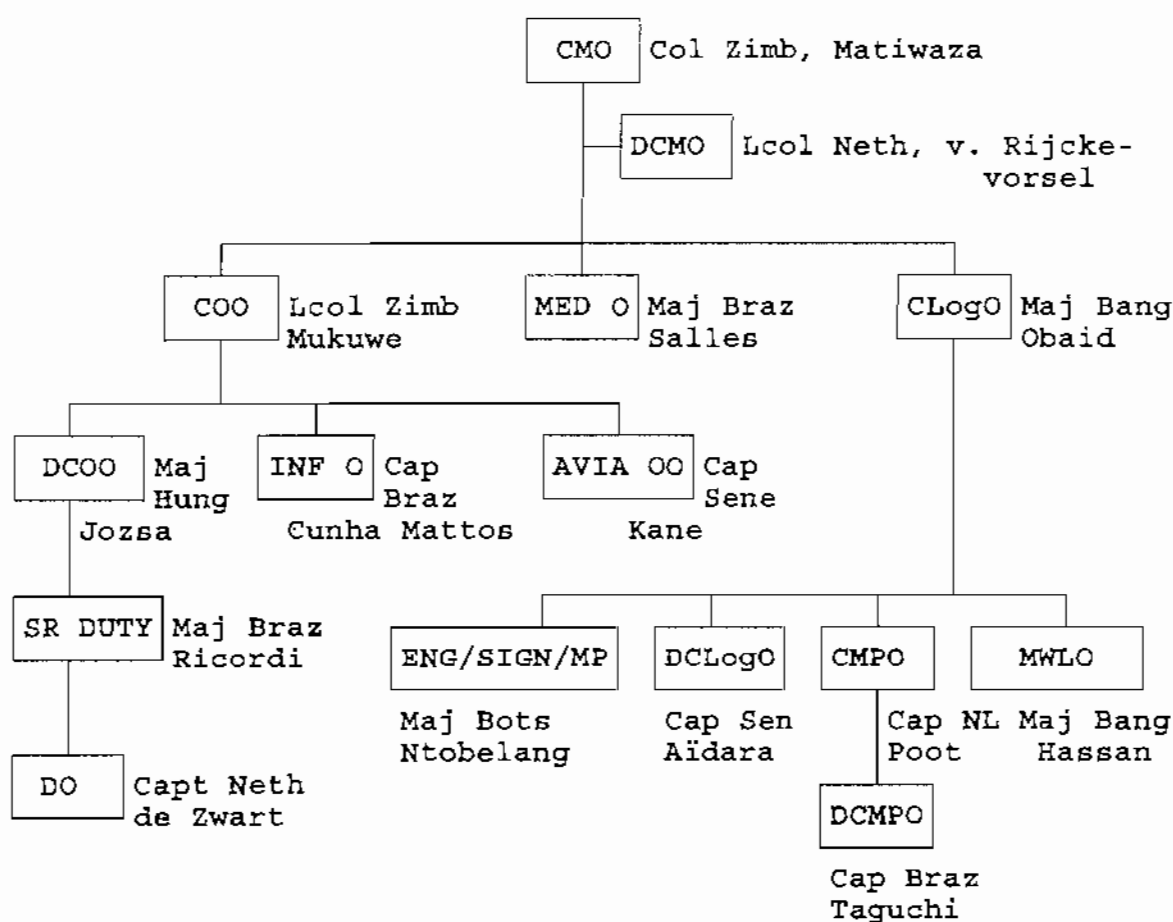 CMO Col Zimb, Matiwaza
DCMO Lcol Neth, v. Rijcke-
vorsel
COO Lcol Zimb
Mukuwe
MED O Maj Braz
Salles
CLogO Maj Bang
Obaid
DCOO Maj
Hung
Jozsa
INF O Cap
Braz
Cunha Mattos
AVIA OO Cap
Sene
Kane
SR DUTY Maj Braz
Ricordi
DO Capt Neth
de Zwart
ENG/SIGN/MP
Maj Bots
Ntobelang
DCLogO
Cap Sen
Aïdara
CMPO
Cap NL
Poot
MWLO
Maj Bang
Hassan
DCMPO
Cap Braz
Taguchi